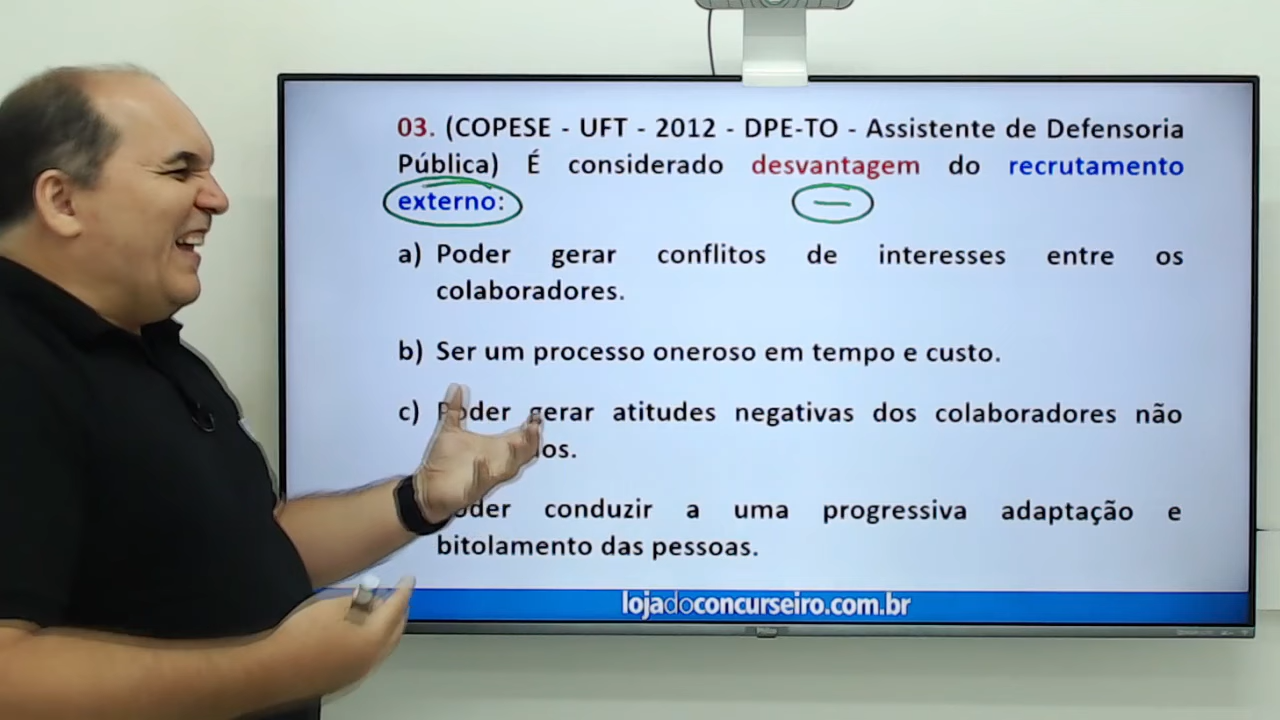 03. (COPESE - UFT - 2012 - DPE-TO - Assistente de Defensoria
Pública) É considerado desvantagem do recrutamento
externo:
a) Poder gerar conflitos de interesses entre os
colaboradores.
b) Ser um processo oneroso em tempo e custo.
c) Poder gerar atitudes negativas dos colaboradores não
conduzir a uma progressiva adaptação e
bitolamento das pessoas.
lojadoconcurseiro.com.br